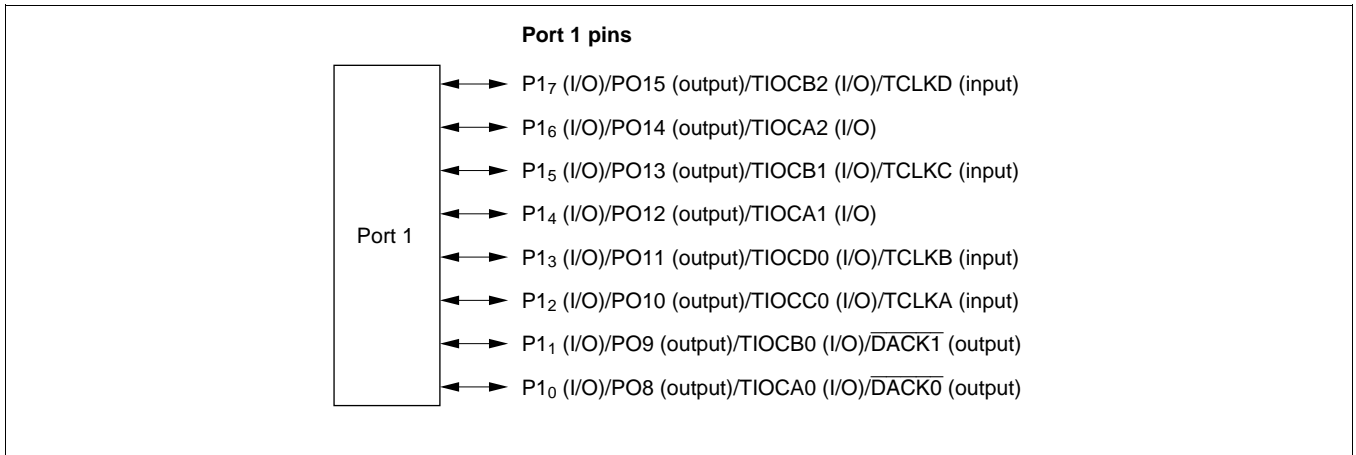 Port 1 pins
P1₇ (I/O)/PO15 (output)/TIOCB2 (I/O)/TCLKD (input)
P1₆ (I/O)/PO14 (output)/TIOCA2 (I/O)
P1₅ (I/O)/PO13 (output)/TIOCB1 (I/O)/TCLKC (input)
P1₄ (I/O)/PO12 (output)/TIOCA1 (I/O)
Port 1
P1₃ (I/O)/PO11 (output)/TIOCD0 (I/O)/TCLKB (input)
P1₂ (I/O)/PO10 (output)/TIOCC0 (I/O)/TCLKA (input)
P1₁ (I/O)/PO9 (output)/TIOCB0 (I/O)/D̅A̅C̅K̅1̅ (output)
P1₀ (I/O)/PO8 (output)/TIOCA0 (I/O)/D̅A̅C̅K̅0̅ (output)